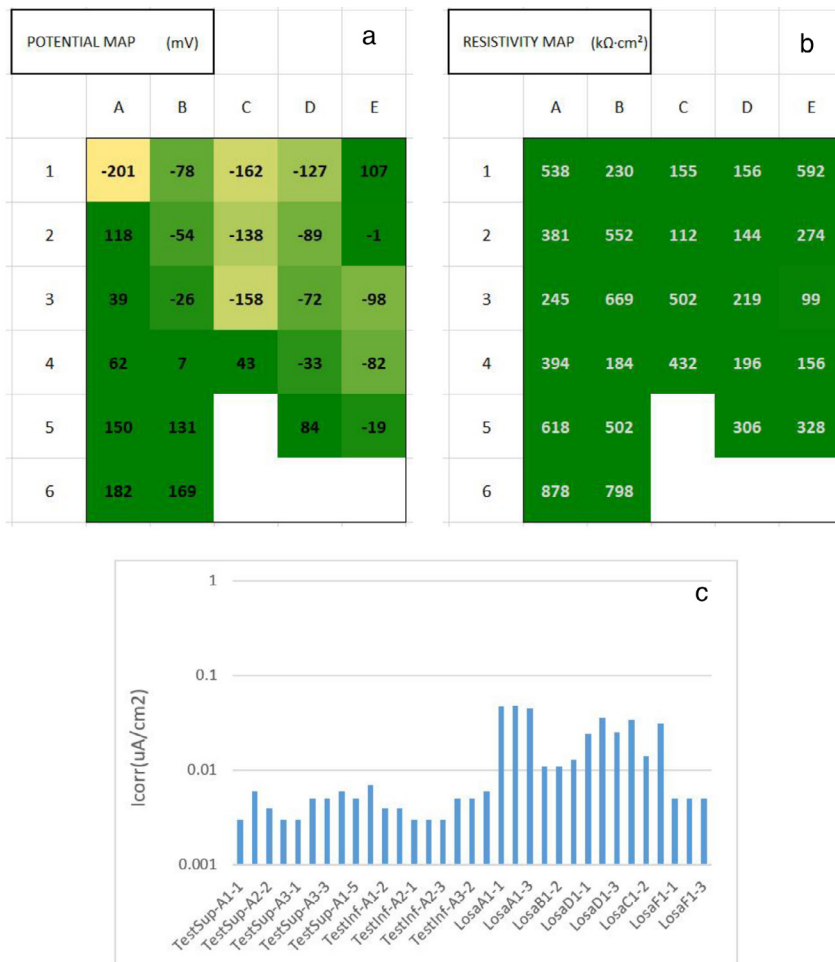 POTENTIAL MAP (mV) a
A B C D E
1 -201 -78 -162 -127 107
2 118 -54 -138 -89 -1
3 39 -26 -158 -72 -98
4 62 7 43 -33 -82
5 150 131 84 -19
6 182 169
RESISTIVITY MAP (kΩ·cm²) b
A B C D E
1 538 230 155 156 592
2 381 552 112 144 274
3 245 669 502 219 99
4 394 184 432 196 156
5 618 502 306 328
6 878 798
c
Icorr(uA/cm2)
1
0.1
0.01
0.001
TestSup-A1-1
TestSup-A2-2
TestSup-A3-1
TestSup-A3-3
TestSup-A1-5
TestInf-A1-2
TestInf-A2-1
TestInf-A2-3
TestInf-A3-2
LosaA1-1
LosaA1-3
LosaB1-2
LosaD1-1
LosaD1-3
LosaC1-2
LosaF1-1
LosaF1-3